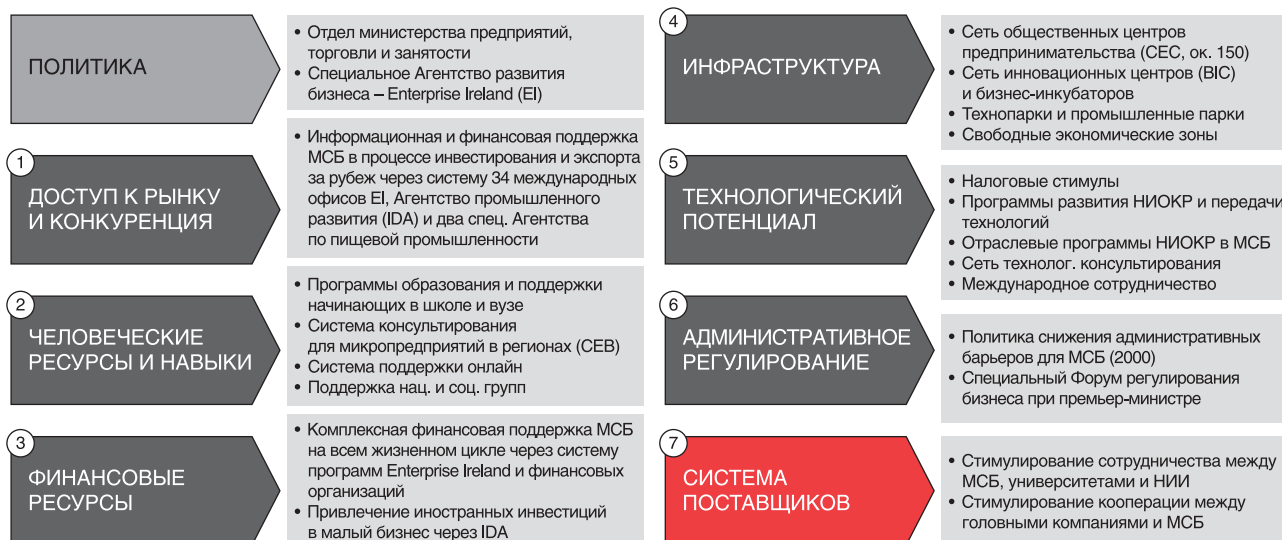 ПОЛИТИКА
• Отдел министерства предприятий,
торговли и занятости
• Специальное Агентство развития
бизнеса – Enterprise Ireland (EI)
1
ДОСТУП К РЫНКУ
И КОНКУРЕНЦИЯ
• Информационная и финансовая поддержка
МСБ в процессе инвестирования и экспорта
за рубеж через систему 34 международных
офисов EI, Агентство промышленного
развития (IDA) и два спец. Агентства
по пищевой промышленности
2
ЧЕЛОВЕЧЕСКИЕ
РЕСУРСЫ И НАВЫКИ
• Программы образования и поддержки
начинающих в школе и вузе
• Система консультирования
для микропредприятий в регионах (CEB)
• Система поддержки онлайн
• Поддержка нац. и соц. групп
3
ФИНАНСОВЫЕ
РЕСУРСЫ
• Комплексная финансовая поддержка МСБ
на всем жизненном цикле через систему
программ Enterprise Ireland и финансовых
организаций
• Привлечение иностранных инвестиций
в малый бизнес через IDA
4
ИНФРАСТРУКТУРА
• Сеть общественных центров
предпринимательства (CEC, ок. 150)
• Сеть инновационных центров (BIC)
и бизнес-инкубаторов
• Технопарки и промышленные парки
• Свободные экономические зоны
5
ТЕХНОЛОГИЧЕСКИЙ
ПОТЕНЦИАЛ
• Налоговые стимулы
• Программы развития НИОКР и передачи
технологий
• Отраслевые программы НИОКР в МСБ
• Сеть технолог. консультирования
• Международное сотрудничество
6
АДМИНИСТРАТИВНОЕ
РЕГУЛИРОВАНИЕ
• Политика снижения административных
барьеров для МСБ (2000)
• Специальный Форум регулирования
бизнеса при премьер-министре
7
СИСТЕМА
ПОСТАВЩИКОВ
• Стимулирование сотрудничества между
МСБ, университетами и НИИ
• Стимулирование кооперации между
головными компаниями и МСБ